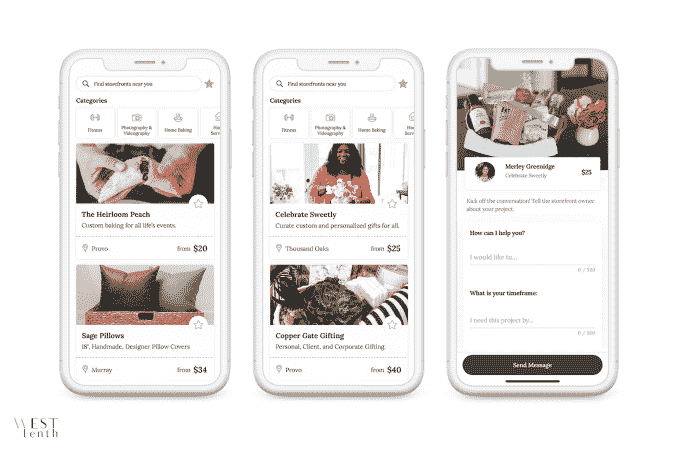 Find storefronts near you
Categories
Fitness
Photography &
Videography
Home Baking
Home
Serv
The Heirloom Peach
Custom baking for all life's events.
Provo
from $20
Sage Pillows
18", Handmade, Designer Pillow Covers
Murray
from $34
Find storefronts near you
Categories
Fitness
Photography &
Videography
Home Baking
Home
Serv
Celebrate Sweetly
Curate custom and personalized gifts for all.
Thousand Oaks
from $25
Copper Gate Gifting
Personal, Client, and Corporate Gifting.
Provo
from $40
Merley Greenidge
Celebrate Sweetly
$25
Kick off the conversation! Tell the storefront owner
about your project.
How can I help you?
I would like to...
0 / 500
What is your timeframe:
I need this project by...
0 / 500
Send Message
WEST
tenth